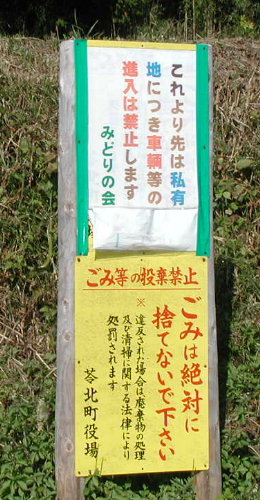 これより先は私有
地につき車輌等の
進入は禁止します
みどりの会
ごみ等の投棄禁止
ごみは絶対に
捨てないで下さい
※違反された場合は、廃棄物の処理
及び清掃に関する法律により
処罰されます
苓北町役場